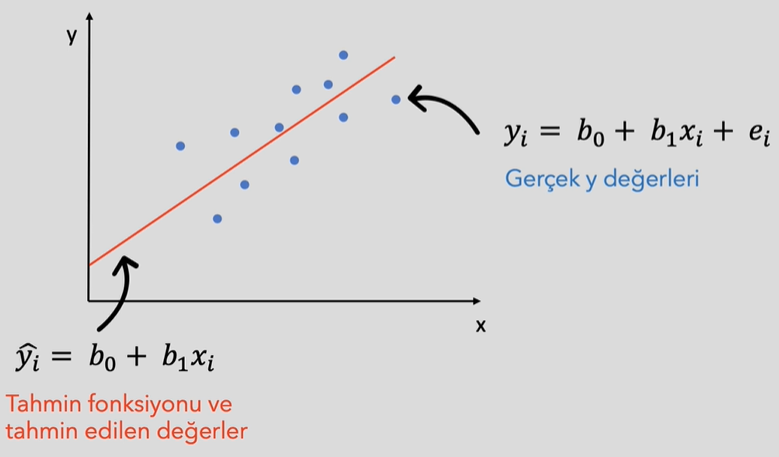 y
yᵢ = b₀ + b₁xᵢ + eᵢ
Gerçek y değerleri
x
ŷᵢ = b₀ + b₁xᵢ
Tahmin fonksiyonu ve
tahmin edilen değerler